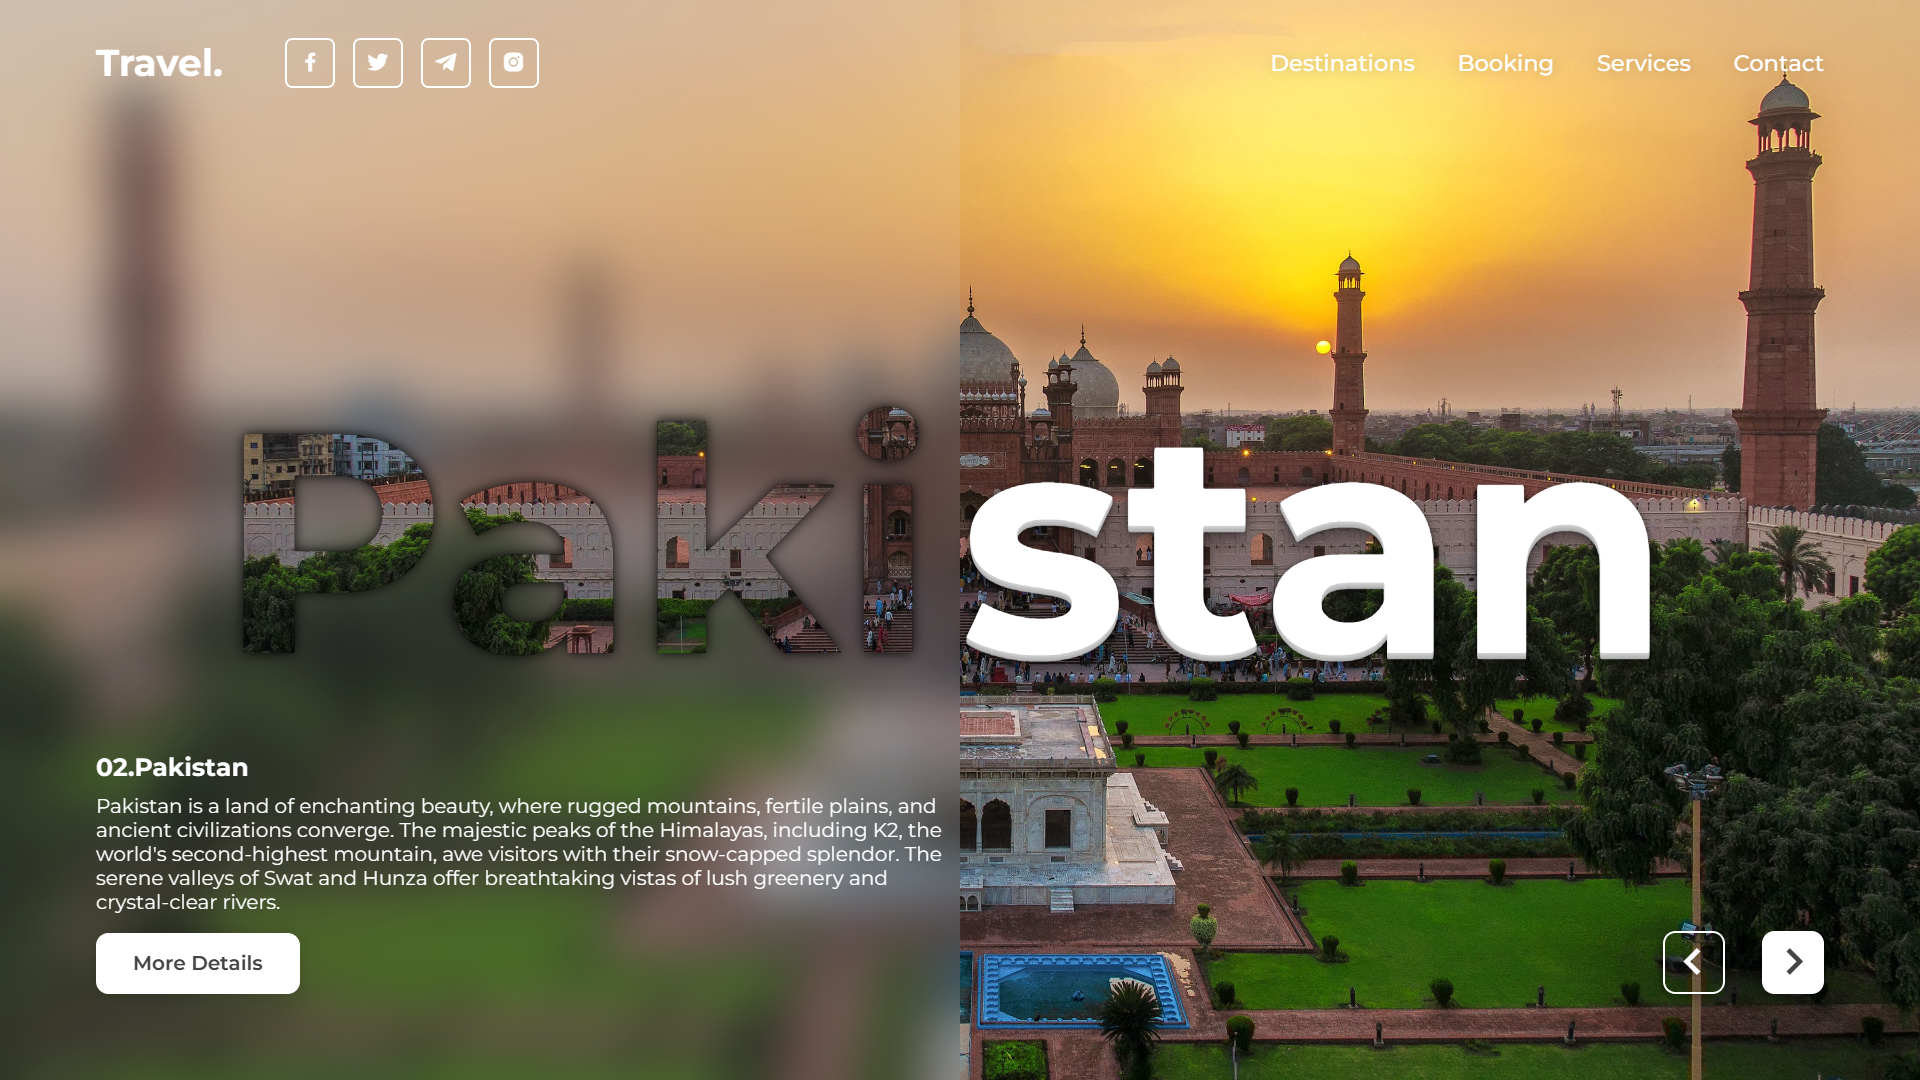 Travel.
Destinations Booking Services Contact
Pakistan
02.Pakistan
Pakistan is a land of enchanting beauty, where rugged mountains, fertile plains, and
ancient civilizations converge. The majestic peaks of the Himalayas, including K2, the
world's second-highest mountain, awe visitors with their snow-capped splendor. The
serene valleys of Swat and Hunza offer breathtaking vistas of lush greenery and
crystal-clear rivers.
More Details